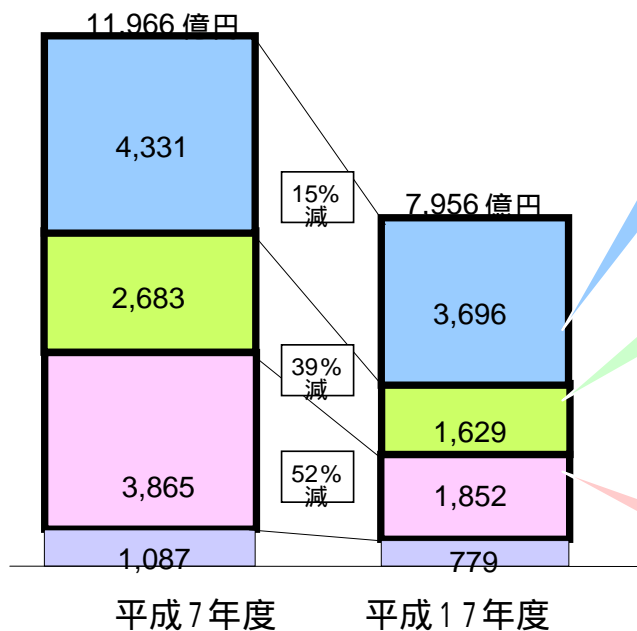 11,966 億円
4,331
15%
減
7,956 億円
2,683
3,696
39%
減
1,629
3,865
52%
減
1,852
1,087
779
平成７年度
平成１７年度